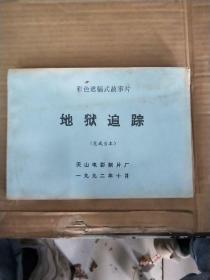 彩色遮幅式故事片
地狱追踪
（完成台本）
天山电影制片厂
一九九二年十月